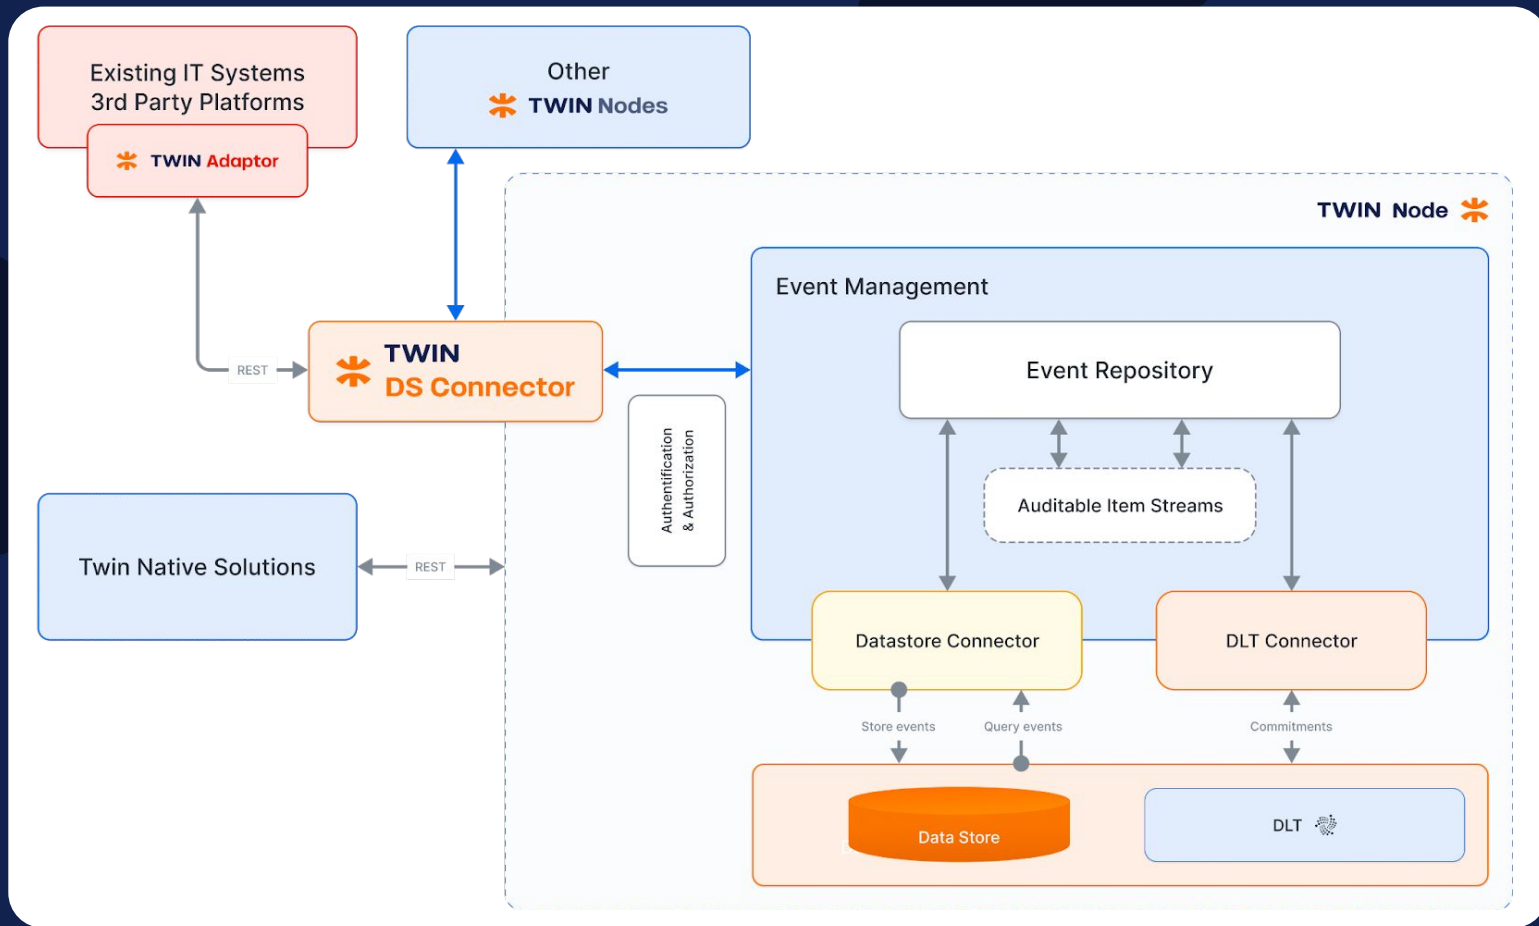 Existing IT Systems
3rd Party Platforms
TWIN Adaptor
Other
TWIN Nodes
TWIN Node
Event Management
Event Repository
TWIN
DS Connector
REST
Authentification
& Authorization
Auditable Item Streams
Twin Native Solutions
REST
Datastore Connector
DLT Connector
Store events
Query events
Commitments
Data Store
DLT